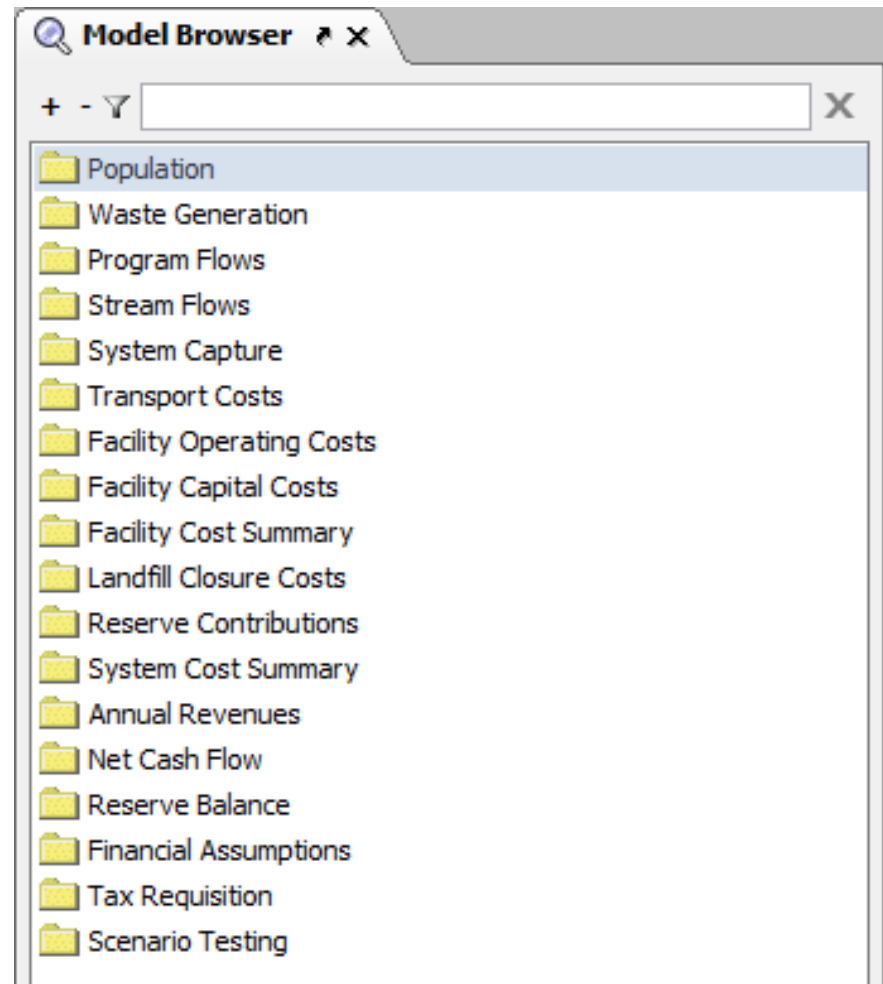 Model Browser
+ -
Population
Waste Generation
Program Flows
Stream Flows
System Capture
Transport Costs
Facility Operating Costs
Facility Capital Costs
Facility Cost Summary
Landfill Closure Costs
Reserve Contributions
System Cost Summary
Annual Revenues
Net Cash Flow
Reserve Balance
Financial Assumptions
Tax Requisition
Scenario Testing